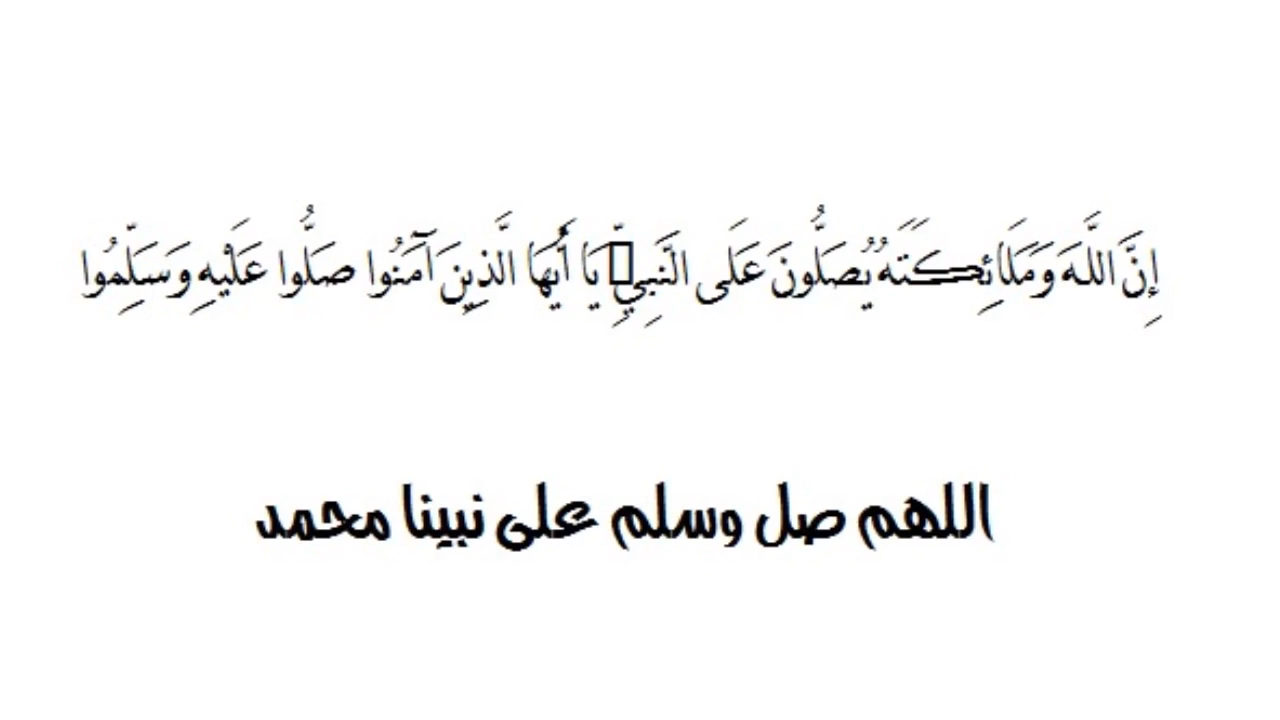 إِنَّ اللَّهَ وَمَلَائِكَتَهُ يُصَلُّونَ عَلَى النَّبِيِّ يَا أَيُّهَا الَّذِينَ آمَنُوا صَلُّوا عَلَيْهِ وَسَلِّمُوا
اللهم صل وسلم على نبينا محمد